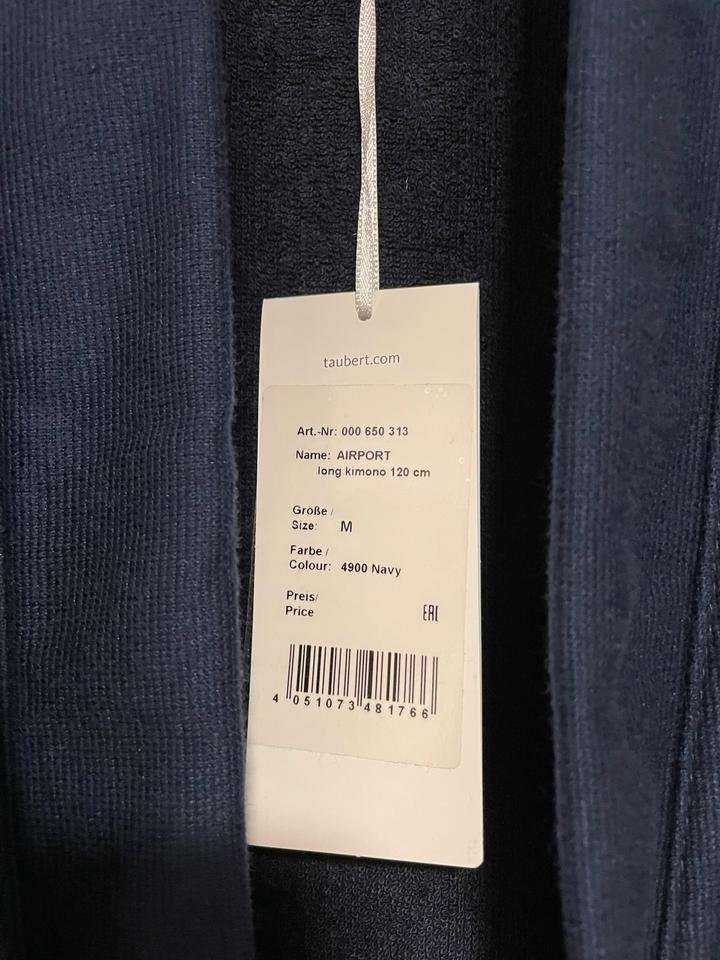 taubert.com
Art.-Nr: 000 650 313
Name: AIRPORT
long kimono 120 cm
Größe /
Size: M
Farbe /
Colour: 4900 Navy
Preis/
Price
EAC
4 051073 481766